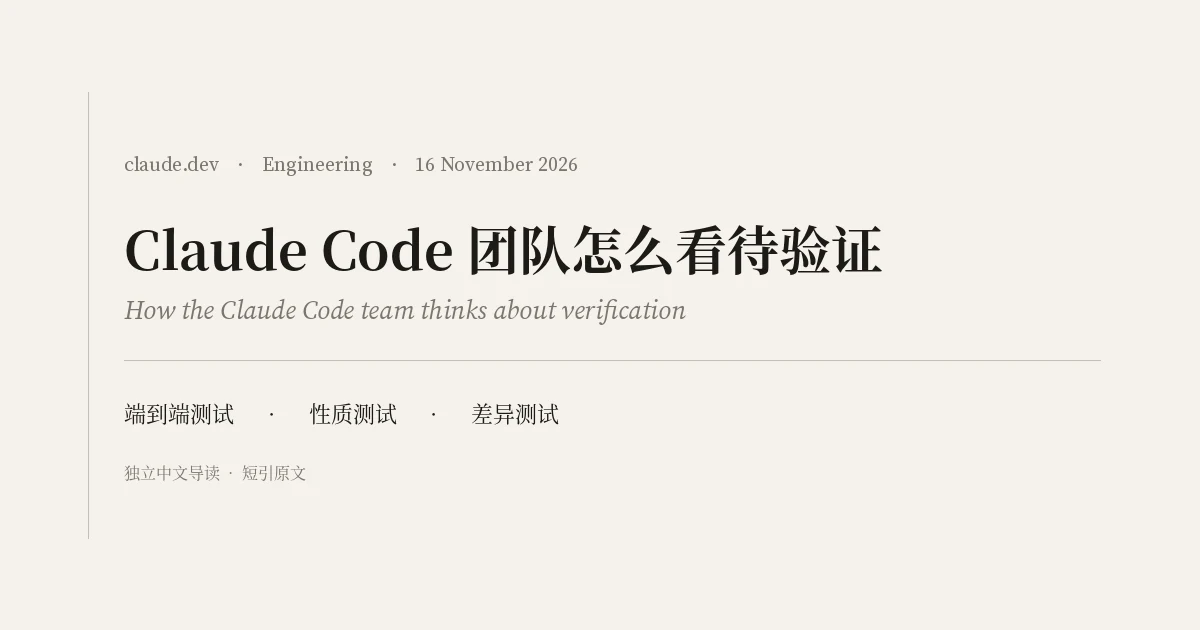 claude.dev · Engineering · 16 November 2026
Claude Code 团队怎么看待验证
How the Claude Code team thinks about verification
端到端测试 · 性质测试 · 差异测试
独立中文导读 · 短引原文